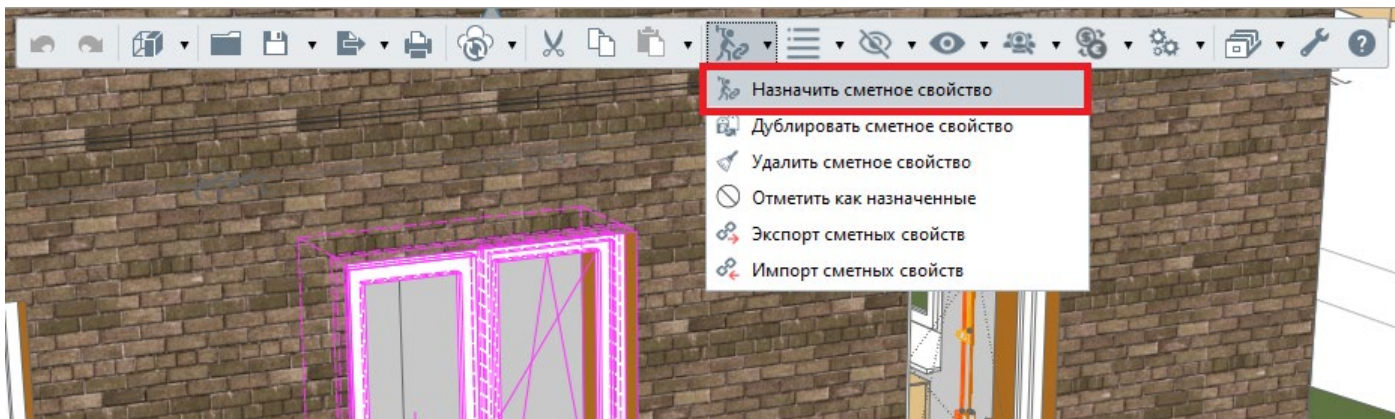 Назначить сметное свойство
Дублировать сметное свойство
Удалить сметное свойство
Отметить как назначенные
Экспорт сметных свойств
Импорт сметных свойств